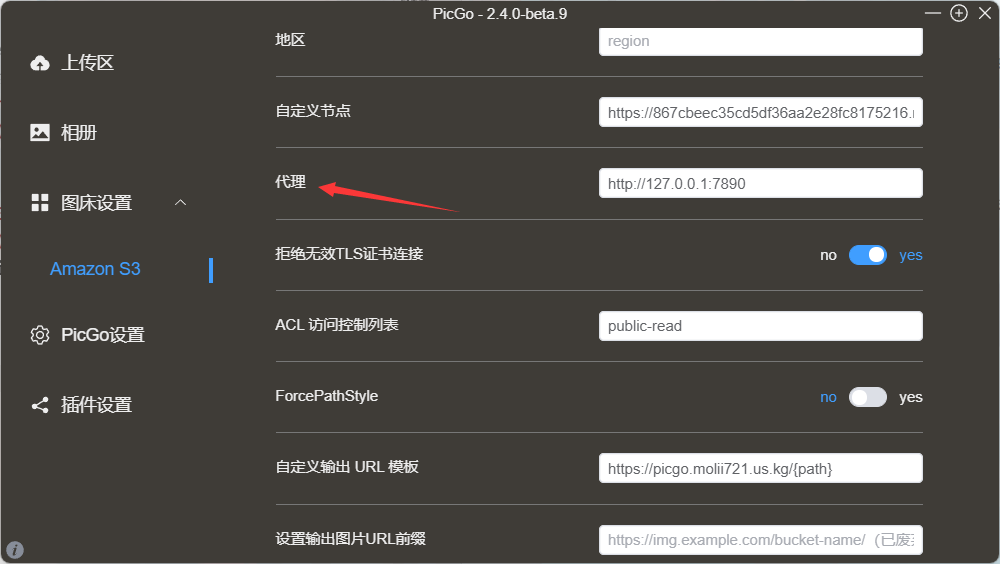 PicGo - 2.4.0-beta.9
上传区
相册
图床设置
Amazon S3
PicGo设置
插件设置
地区
region
自定义节点
https://867cbeec35cd5df36aa2e28fc8175216.
代理
http://127.0.0.1:7890
拒绝无效TLS证书连接
no yes
ACL 访问控制列表
public-read
ForcePathStyle
no yes
自定义输出 URL 模板
https://picgo.molii721.us.kg/{path}
设置输出图片URL前缀
https://img.example.com/bucket-name/（已废